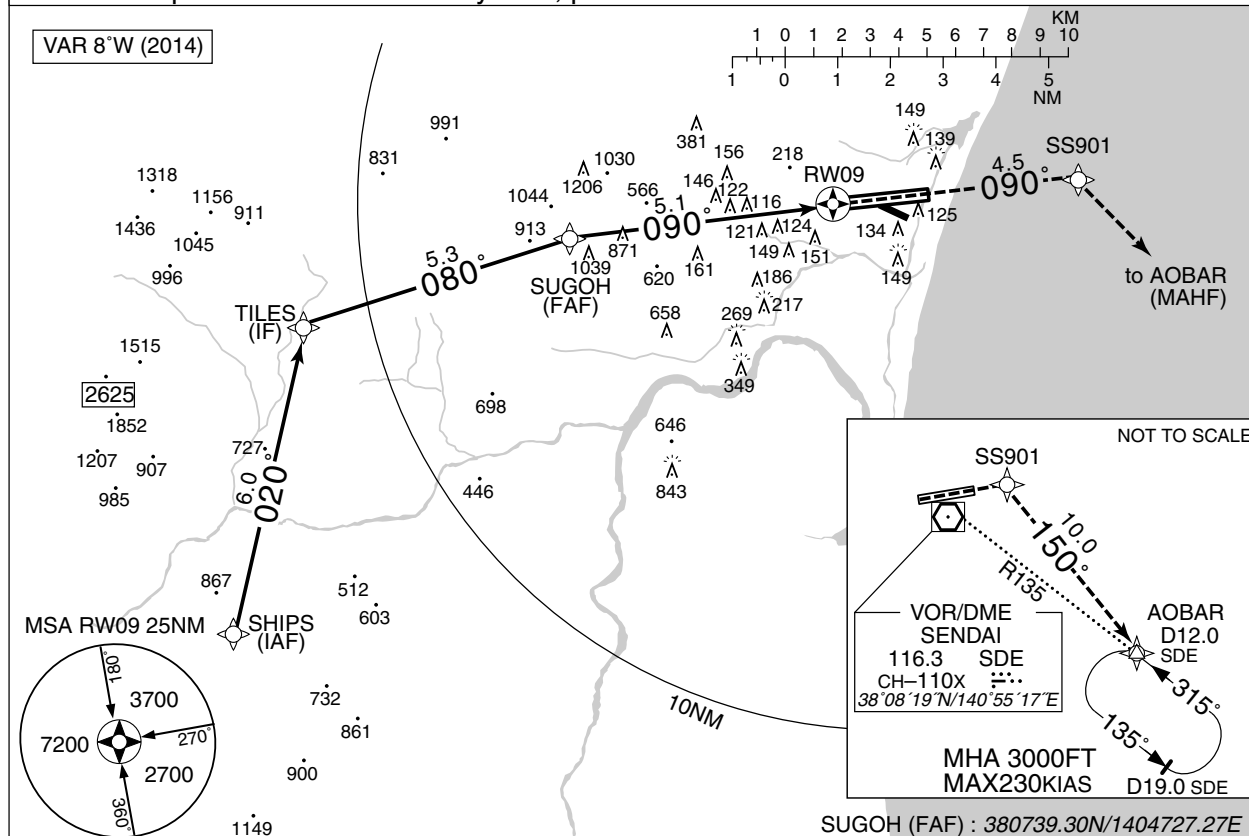 VAR 8°W (2014)
KM
1 0 1 2 3 4 5 6 7 8 9 10
1 0 1 2 3 4 5
NM
991
831
381
149
139
1318
1156
911
1436
1045
996
1030
1206
1044
566
913
156
146
122
116
218
RW09
SS901
4.5
090°
5.1
090°
871
1039
620
161
121
124
149
151
134
125
149
5.3
080°
SUGOH
(FAF)
186
217
to AOBAR
(MAHF)
TILES
(IF)
658
269
349
1515
2625
1852
1207
907
985
698
646
843
727
446
6.0
020°
867
512
603
SHIPS
(IAF)
732
861
900
1149
10NM
MSA RW09 25NM
180°
3700
270°
7200
2700
360°
NOT TO SCALE
SS901
10.0
150°
R135
VOR/DME
SENDAI
116.3 SDE
CH–110X
38°08´19˝N/140°55´17˝E
AOBAR
D12.0
SDE
315°
135°
MHA 3000FT
MAX230KIAS
D19.0 SDE
SUGOH (FAF) : 380739.30N/1404727.27E